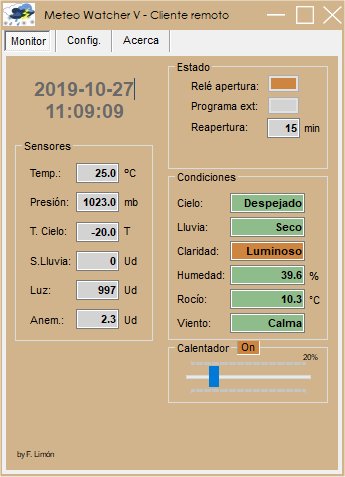 Meteo Watcher V - Cliente remoto
Monitor Config. Acerca
2019-10-27
11:09:09
Sensores
Temp.: 25.0 ºC
Presión: 1023.0 mb
T. Cielo: -20.0 T
S.Lluvia: 0 Ud
Luz: 997 Ud
Anem.: 2.3 Ud
Estado
Relé apertura:
Programa ext:
Reapertura: 15 min
Condiciones
Cielo: Despejado
Lluvia: Seco
Claridad: Luminoso
Humedad: 39.6 %
Rocío: 10.3 °C
Viento: Calma
Calentador On
20%
by F. Limón